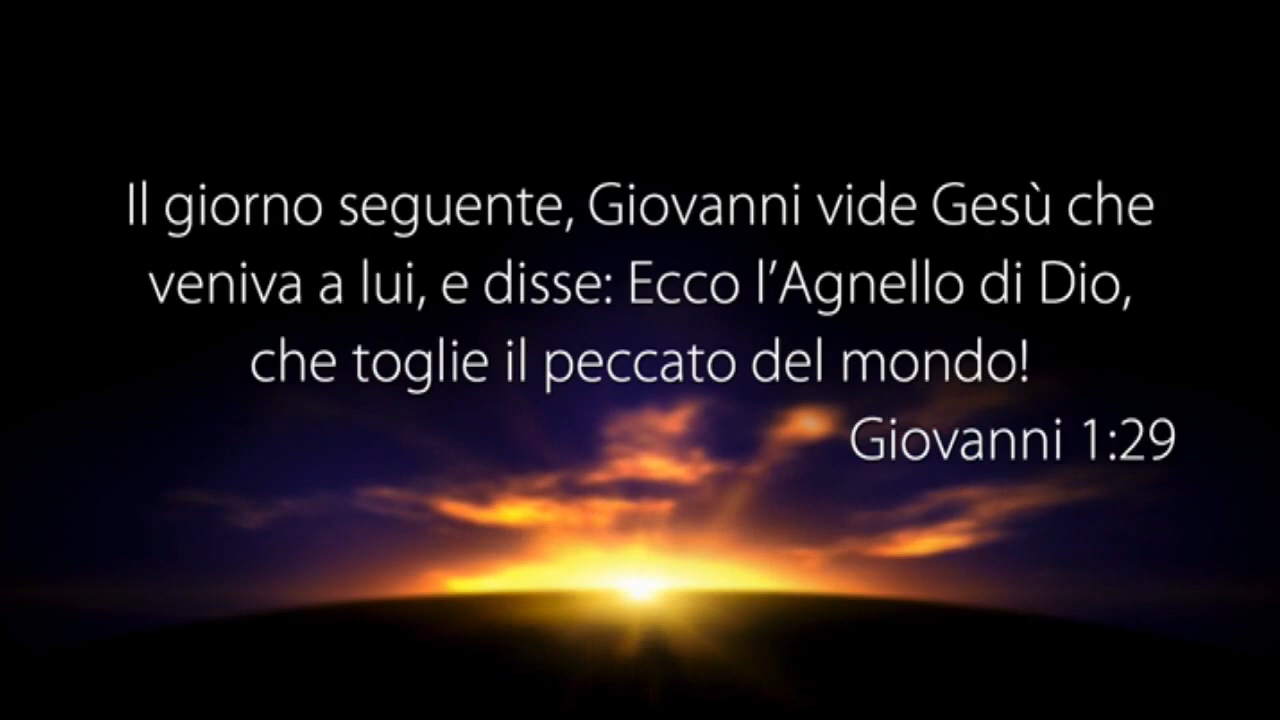 Il giorno seguente, Giovanni vide Gesù che
veniva a lui, e disse: Ecco l’Agnello di Dio,
che toglie il peccato del mondo!
Giovanni 1:29